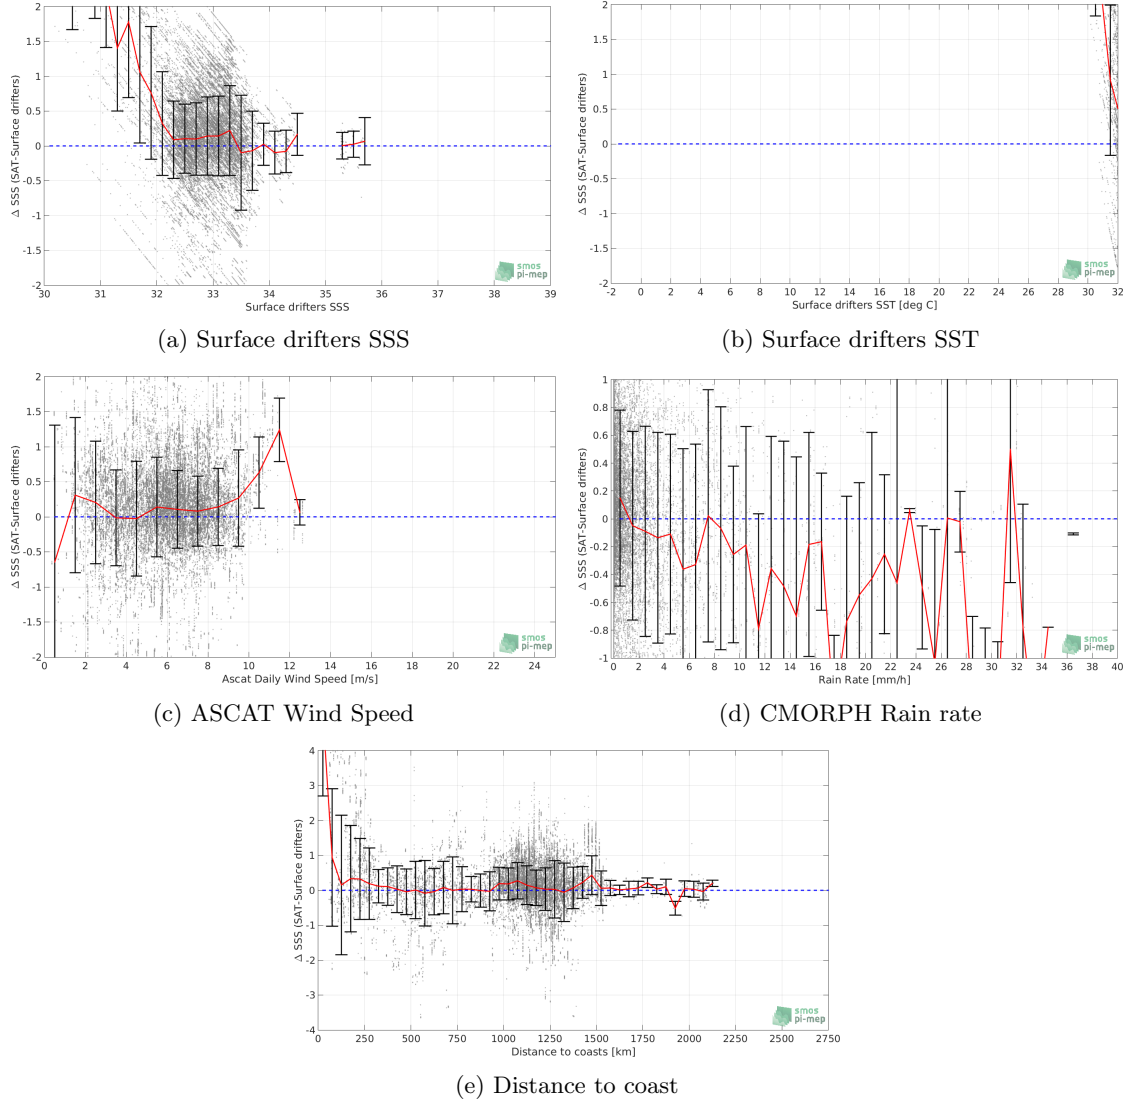 2
1.5
1
0.5
0
-0.5
-1
-1.5
-2
Δ SSS (SAT-Surface drifters)
30 31 32 33 34 35 36 37 38 39
Surface drifters SSS
smos
pi-mep
(a) Surface drifters SSS
2
1.5
1
0.5
0
-0.5
-1
-1.5
-2
Δ SSS (SAT-Surface drifters)
-2 0 2 4 6 8 10 12 14 16 18 20 22 24 26 28 30 32
Surface drifters SST [deg C]
smos
pi-mep
(b) Surface drifters SST
2
1.5
1
0.5
0
-0.5
-1
-1.5
-2
Δ SSS (SAT-Surface drifters)
0 2 4 6 8 10 12 14 16 18 20 22 24
Ascat Daily Wind Speed [m/s]
smos
pi-mep
(c) ASCAT Wind Speed
1
0.8
0.6
0.4
0.2
0
-0.2
-0.4
-0.6
-0.8
-1
Δ SSS (SAT-Surface drifters)
0 2 4 6 8 10 12 14 16 18 20 22 24 26 28 30 32 34 36 38 40
Rain Rate [mm/h]
smos
pi-mep
(d) CMORPH Rain rate
4
3
2
1
0
-1
-2
-3
-4
Δ SSS (SAT-Surface drifters)
0 250 500 750 1000 1250 1500 1750 2000 2250 2500 2750
Distance to coasts [km]
smos
pi-mep
(e) Distance to coast